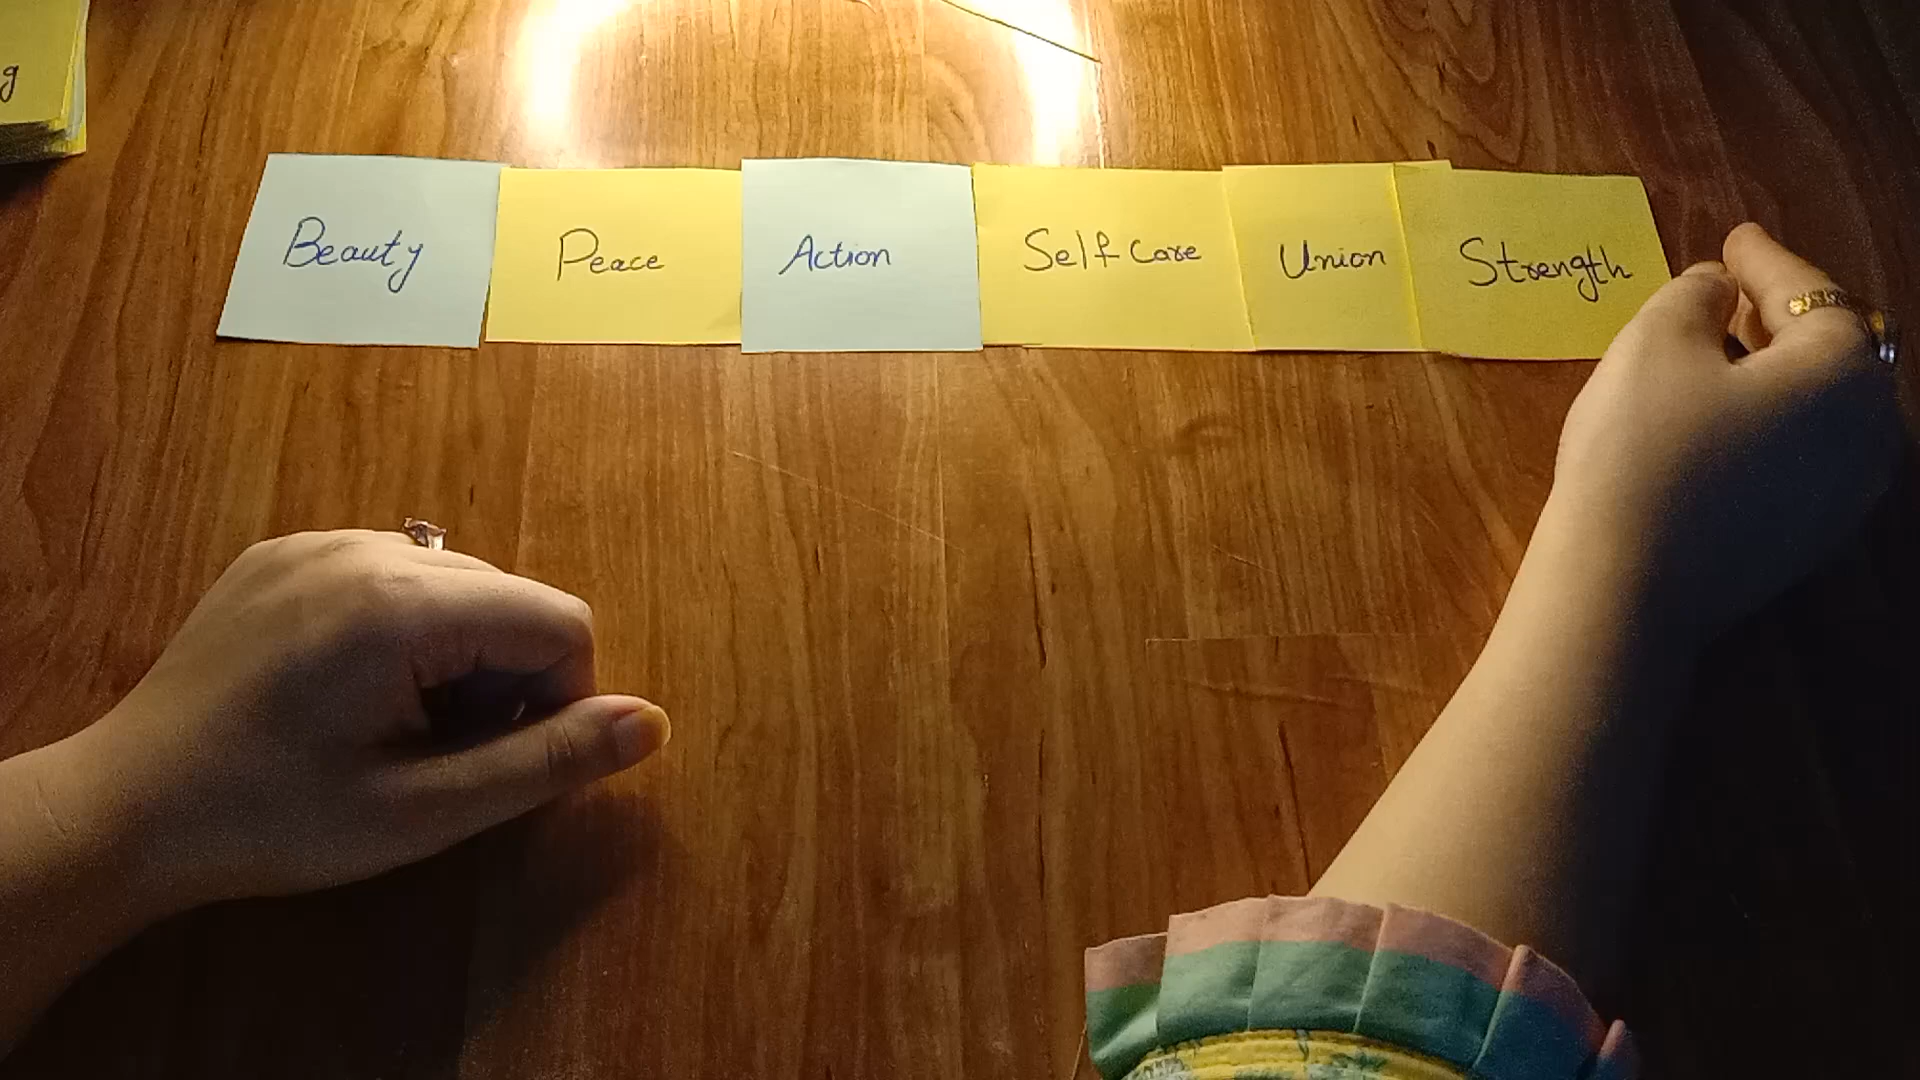 g
Beauty
Peace
Action
Self Care
Union
Strength